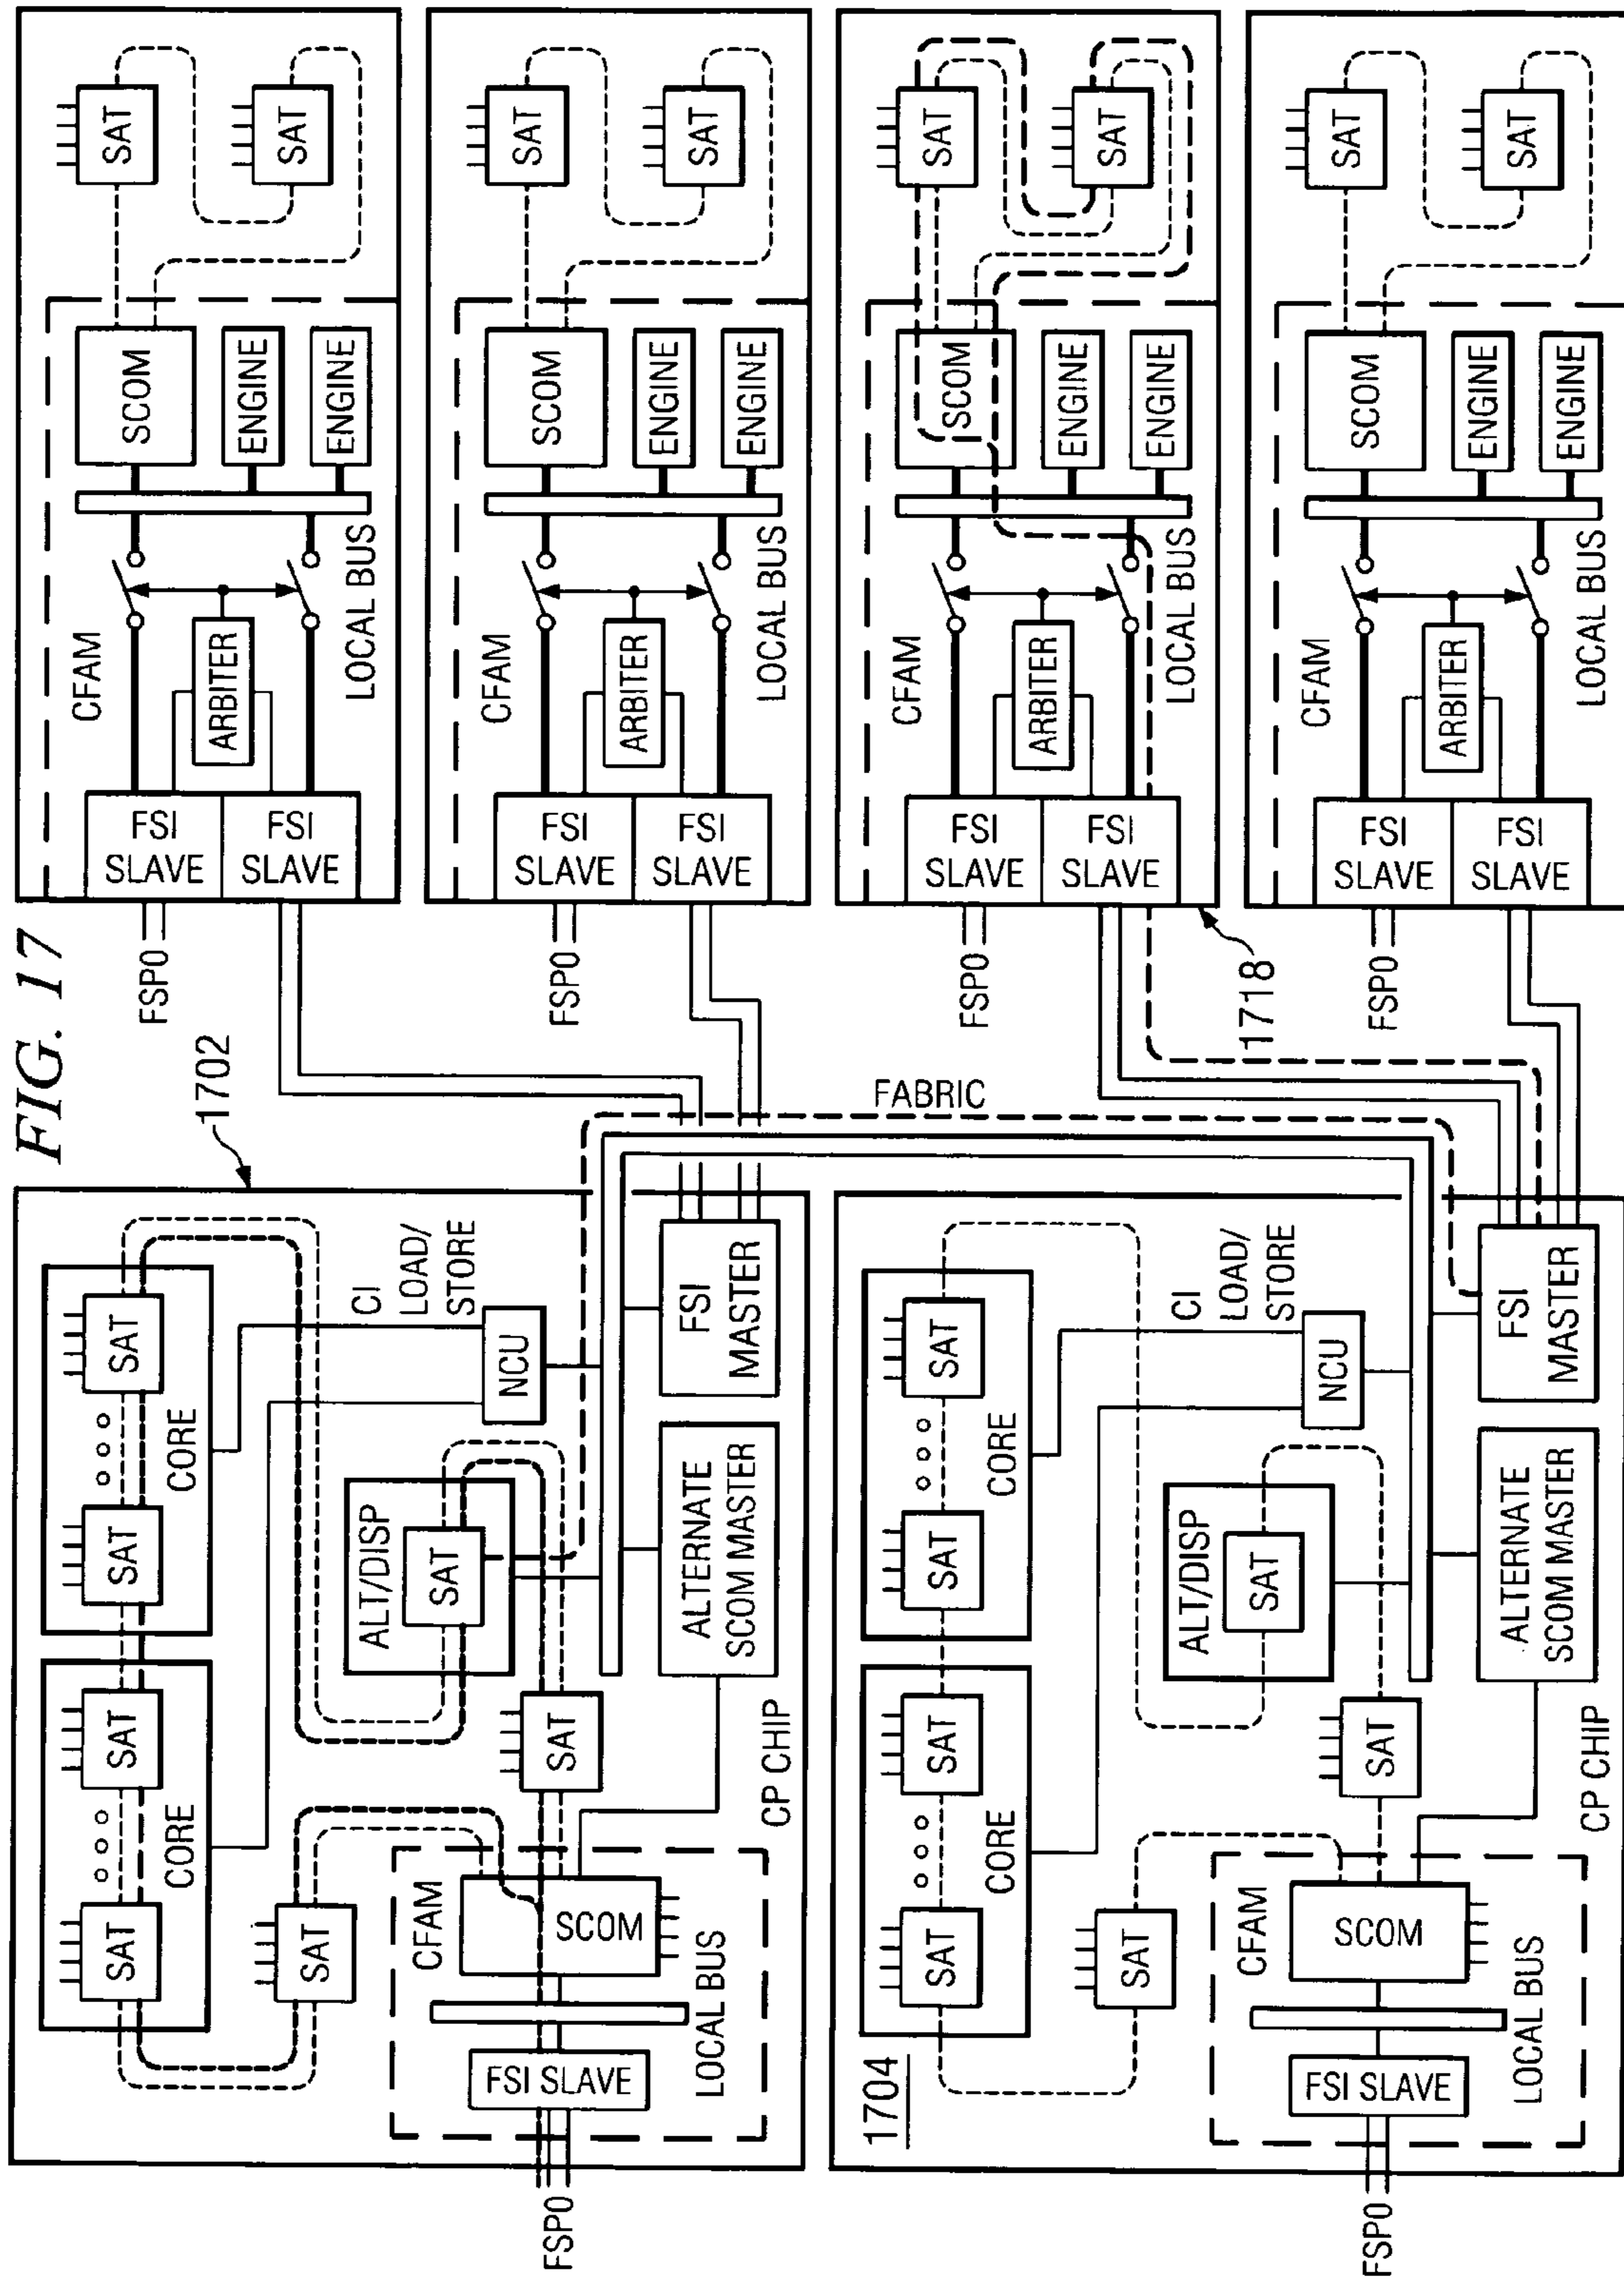 FIG. 17
1702
CORE
SAT
SAT
CORE
SAT
SAT
SAT
CFAM
SCOM
FSI SLAVE
LOCAL BUS
FSP0
SAT
ALT/DISP
SAT
CI
LOAD/
STORE
NCU
ALTERNATE
SCOM MASTER
FSI
MASTER
CP CHIP
FABRIC
1704
CORE
SAT
SAT
CORE
SAT
SAT
SAT
CFAM
SCOM
FSI SLAVE
LOCAL BUS
FSP0
SAT
ALT/DISP
SAT
CI
LOAD/
STORE
NCU
ALTERNATE
SCOM MASTER
FSI
MASTER
CP CHIP
FSP0
FSI
SLAVE
FSI
SLAVE
CFAM
ARBITER
LOCAL BUS
SCOM
ENGINE
ENGINE
SAT
SAT
FSP0
FSI
SLAVE
FSI
SLAVE
CFAM
ARBITER
LOCAL BUS
SCOM
ENGINE
ENGINE
SAT
SAT
1718
FSP0
FSI
SLAVE
FSI
SLAVE
CFAM
ARBITER
LOCAL BUS
SCOM
ENGINE
ENGINE
SAT
SAT
FSP0
FSI
SLAVE
FSI
SLAVE
CFAM
ARBITER
LOCAL BUS
SCOM
ENGINE
ENGINE
SAT
SAT